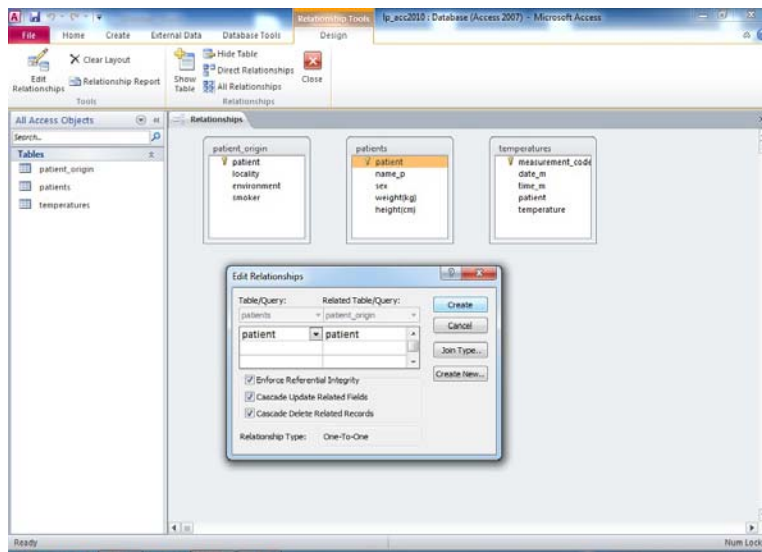 Relationship Tools
lp_acc2010 : Database (Access 2007) - Microsoft Access
File Home Create External Data Database Tools Design
Edit Relationships
Clear Layout
Relationship Report
Tools
Show Table
Hide Table
Direct Relationships
All Relationships
Close
Relationships
All Access Objects
Search...
Tables
patient_origin
patients
temperatures
Relationships
patient_origin
patient
locality
environment
smoker
patients
patient
name_p
sex
weight(kg)
height(cm)
temperatures
measurement_code
date_m
time_m
patient
temperature
Edit Relationships
Table/Query: Related Table/Query:
patients patient_origin
patient patient
Create
Cancel
Join Type...
Create New...
Enforce Referential Integrity
Cascade Update Related Fields
Cascade Delete Related Records
Relationship Type: One-To-One
Ready
Num Lock